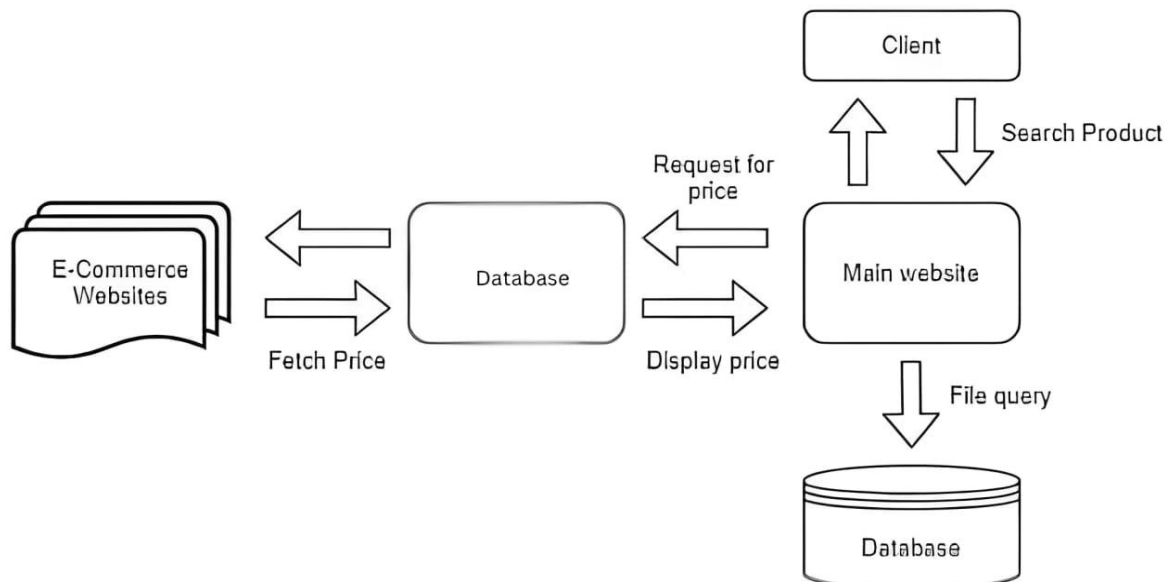 Client
Search Product
Request for
price
E-Commerce
Websites
Database
Main website
Fetch Price
Display price
File query
Database